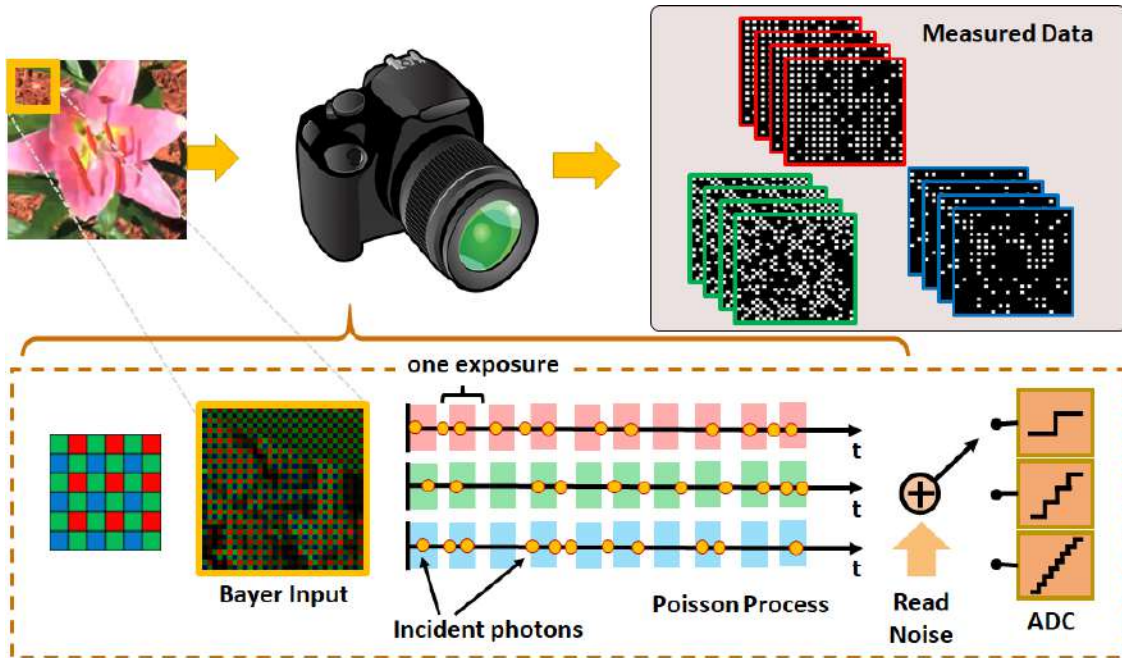 Measured Data
one exposure
t
t
t
Bayer Input
Incident photons
Poisson Process
Read
Noise
ADC